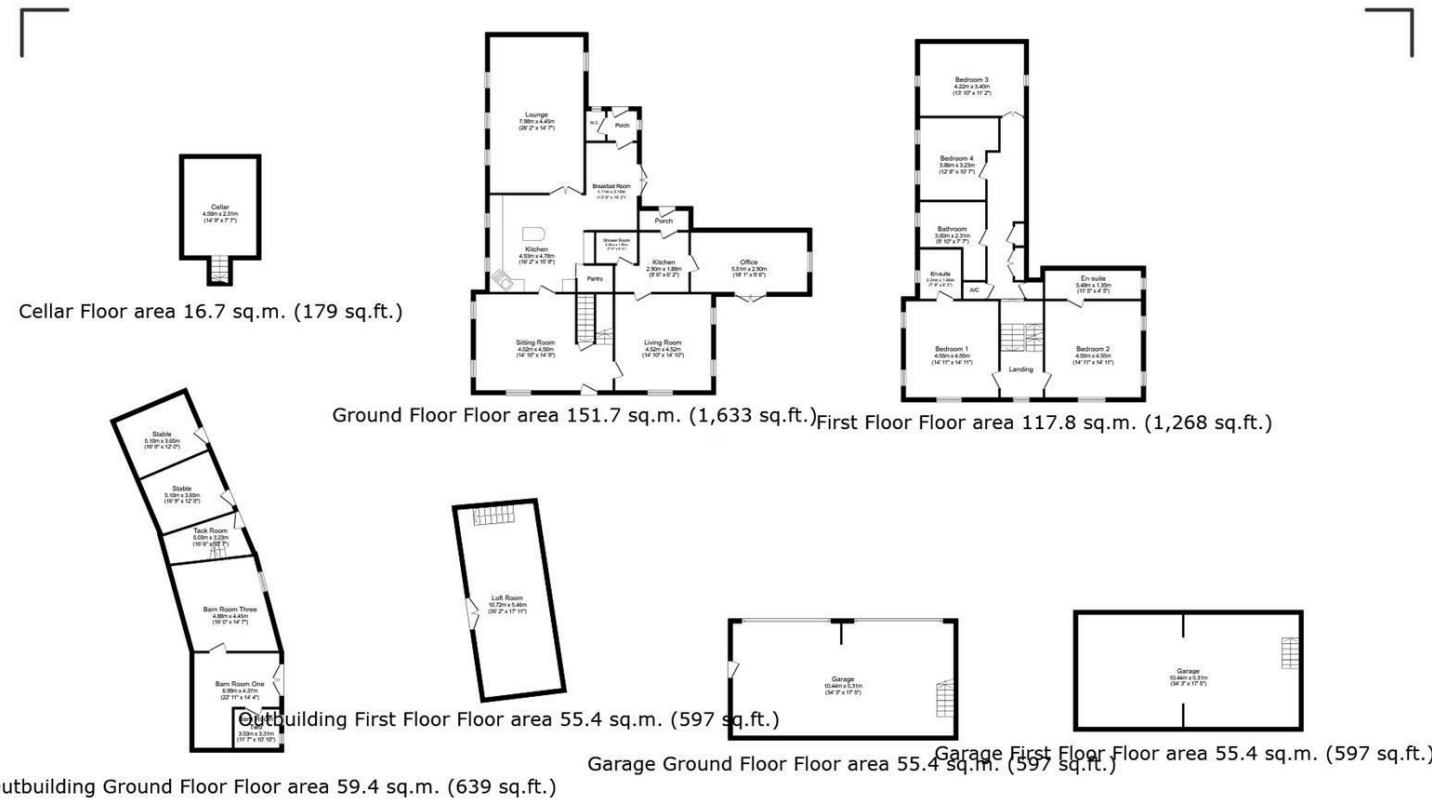 Cellar
4.50m x 2.31m
(14' 9" x 7' 7")
Cellar Floor area 16.7 sq.m. (179 sq.ft.)
Lounge
7.98m x 4.45m
(26' 2" x 14' 7")
W.C.
Porch
Breakfast Room
Kitchen
4.93m x 4.78m
(16' 2" x 15' 8")
Porch
Shower Room
Pantry
Kitchen
2.90m x 1.88m
(9' 6" x 6' 2")
Office
5.51m x 2.90m
(18' 1" x 9' 6")
Sitting Room
4.52m x 4.50m
(14' 10" x 14' 9")
Living Room
4.52m x 4.52m
(14' 10" x 14' 10")
Ground Floor Floor area 151.7 sq.m. (1,633 sq.ft.)
Bedroom 3
4.22m x 3.40m
(13' 10" x 11' 2")
Bedroom 4
3.86m x 3.23m
(12' 8" x 10' 7")
Bathroom
3.00m x 2.31m
(9' 10" x 7' 7")
En-suite
A/C
En-suite
3.48m x 1.35m
(11' 5" x 4' 5")
Bedroom 1
4.55m x 4.55m
(14' 11" x 14' 11")
Landing
Bedroom 2
4.55m x 4.55m
(14' 11" x 14' 11")
First Floor Floor area 117.8 sq.m. (1,268 sq.ft.)
Stable
5.10m x 3.65m
(16' 9" x 12' 0")
Stable
5.10m x 3.65m
(16' 9" x 12' 0")
Tack Room
5.03m x 3.23m
(16' 6" x 10' 7")
Barn Room Three
4.88m x 4.45m
(16' 0" x 14' 7")
Barn Room One
6.99m x 4.37m
(22' 11" x 14' 4")
3.53m x 3.31m
(11' 7" x 10' 10")
utbuilding Ground Floor Floor area 59.4 sq.m. (639 sq.ft.)
Loft Room
10.72m x 5.46m
(35' 2" x 17' 11")
Outbuilding First Floor Floor area 55.4 sq.m. (597 sq.ft.)
Garage
10.44m x 5.31m
(34' 3" x 17' 5")
Garage Ground Floor Floor area 55.4 sq.m. (597 sq.ft.)
Garage
10.44m x 5.31m
(34' 3" x 17' 5")
Garage First Floor Floor area 55.4 sq.m. (597 sq.ft.)